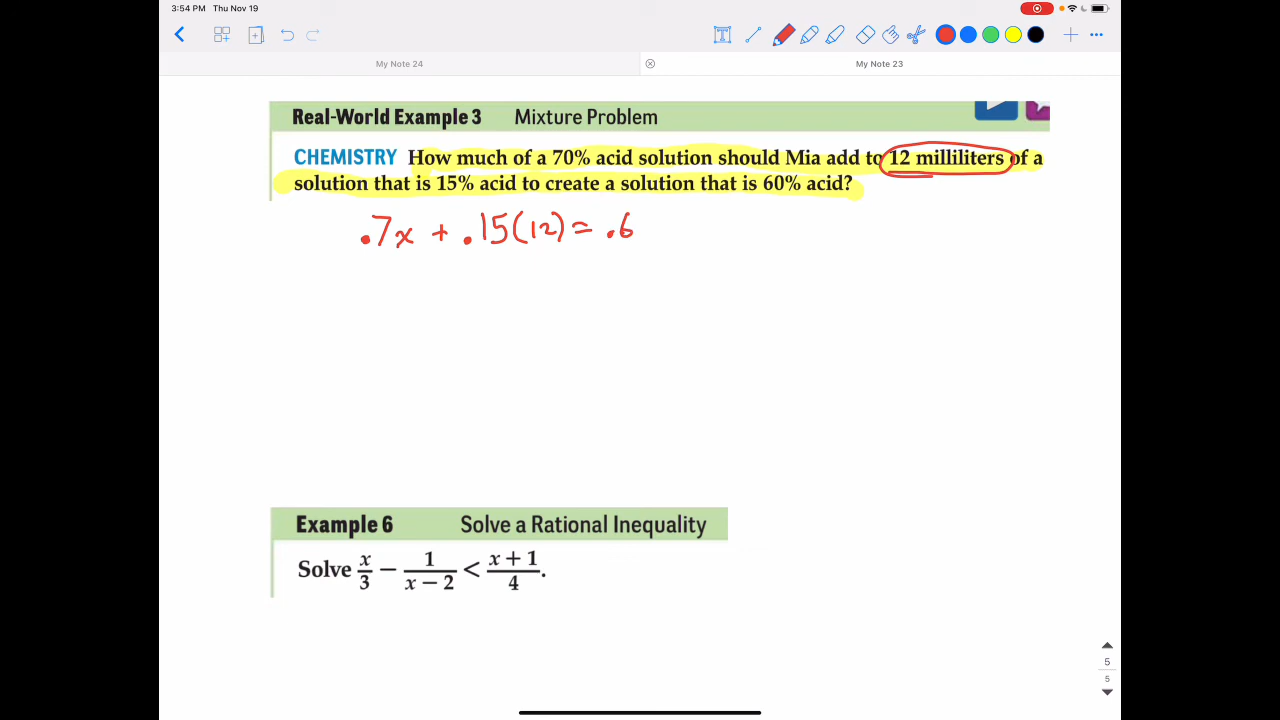 3:54 PM Thu Nov 19
My Note 24
My Note 23
Real-World Example 3 Mixture Problem
CHEMISTRY How much of a 70% acid solution should Mia add to 12 milliliters of a
solution that is 15% acid to create a solution that is 60% acid?
.7x + .15(12) = .6
Example 6 Solve a Rational Inequality
Solve x/3 − 1/(x − 2) < (x + 1)/4.
5
5